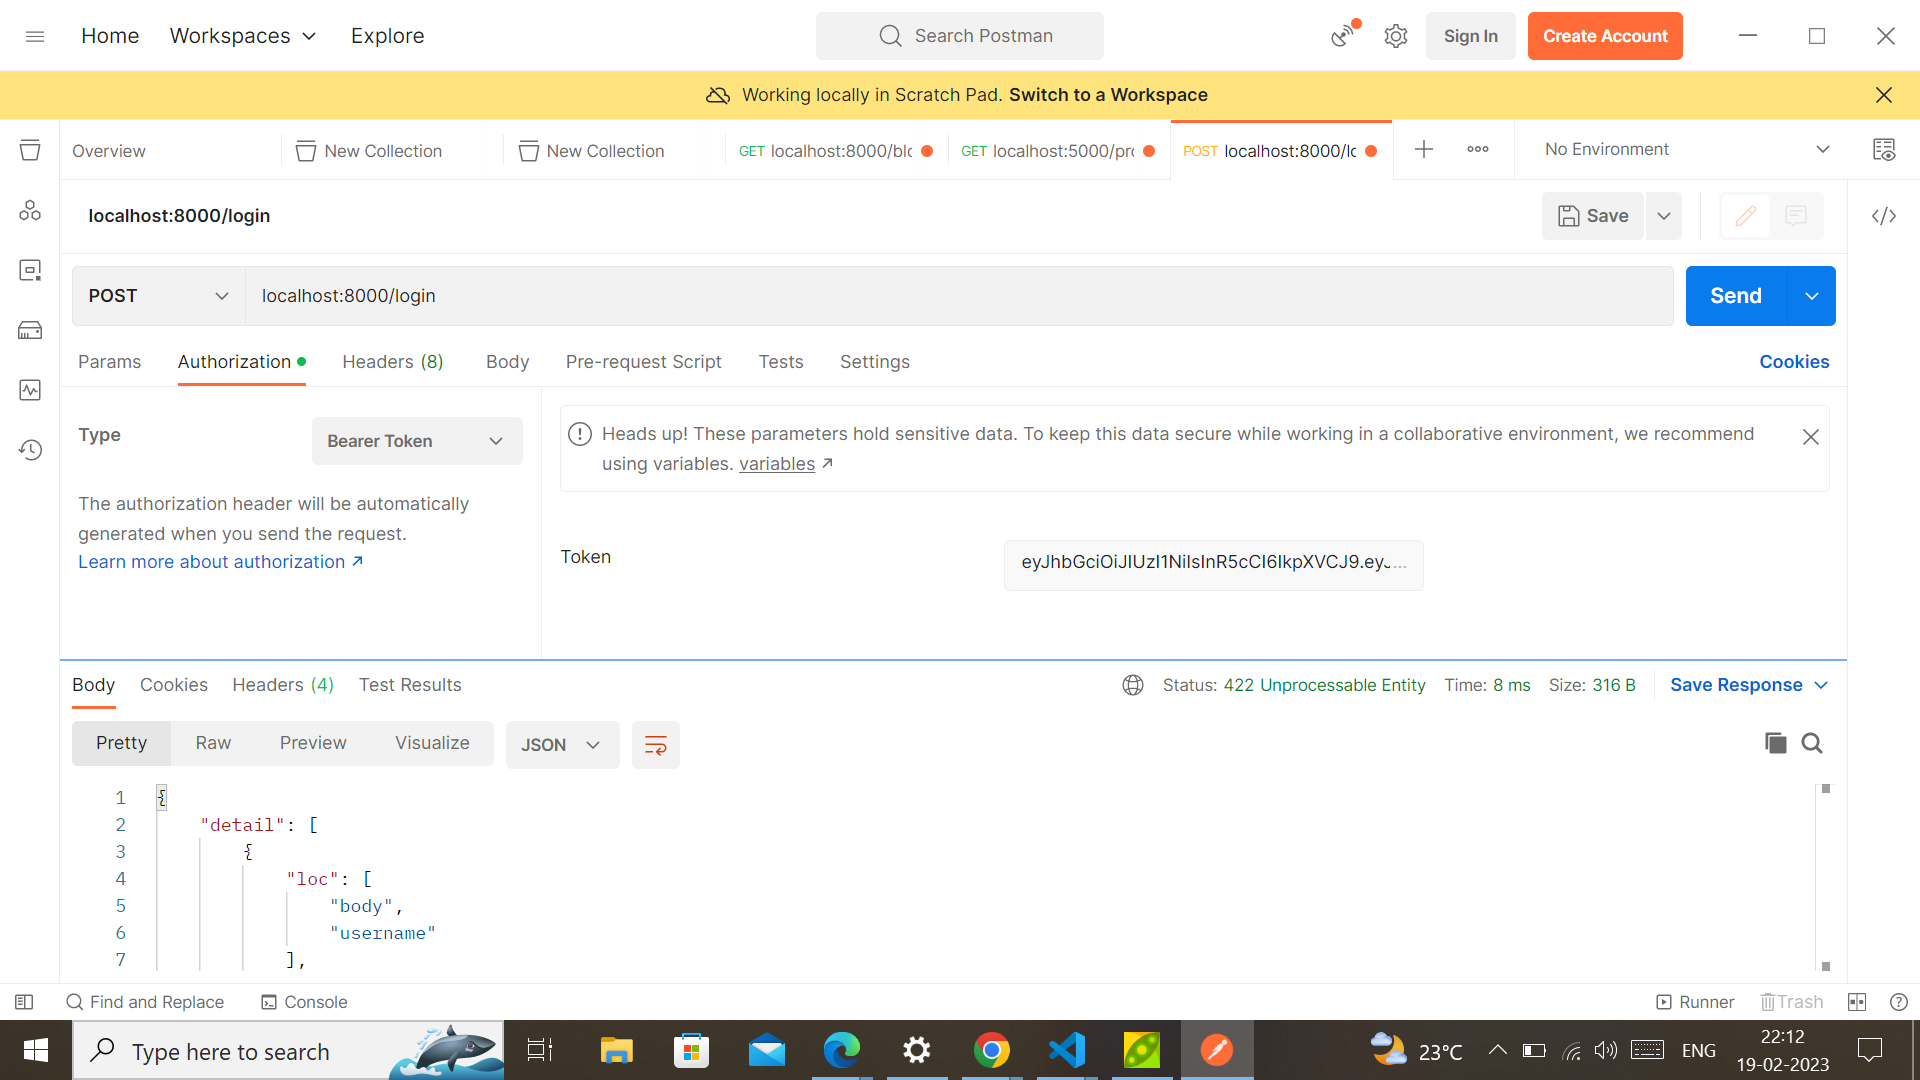 Home Workspaces Explore Search Postman Sign In Create Account
Working locally in Scratch Pad. Switch to a Workspace
Overview New Collection New Collection GET localhost:8000/blo GET localhost:5000/pro POST localhost:8000/lo No Environment
localhost:8000/login Save
POST localhost:8000/login Send
Params Authorization Headers (8) Body Pre-request Script Tests Settings Cookies
Type Bearer Token
Heads up! These parameters hold sensitive data. To keep this data secure while working in a collaborative environment, we recommend
using variables. variables
The authorization header will be automatically
generated when you send the request.
Learn more about authorization
Token eyJhbGciOiJIUzI1NiIsInR5cCI6IkpXVCJ9.eyJ...
Body Cookies Headers (4) Test Results Status: 422 Unprocessable Entity Time: 8 ms Size: 316 B Save Response
Pretty Raw Preview Visualize JSON
1 {
2 "detail": [
3 {
4 "loc": [
5 "body",
6 "username"
7 ],
Find and Replace Console Runner Trash
Type here to search 23°C ENG 22:12
19-02-2023